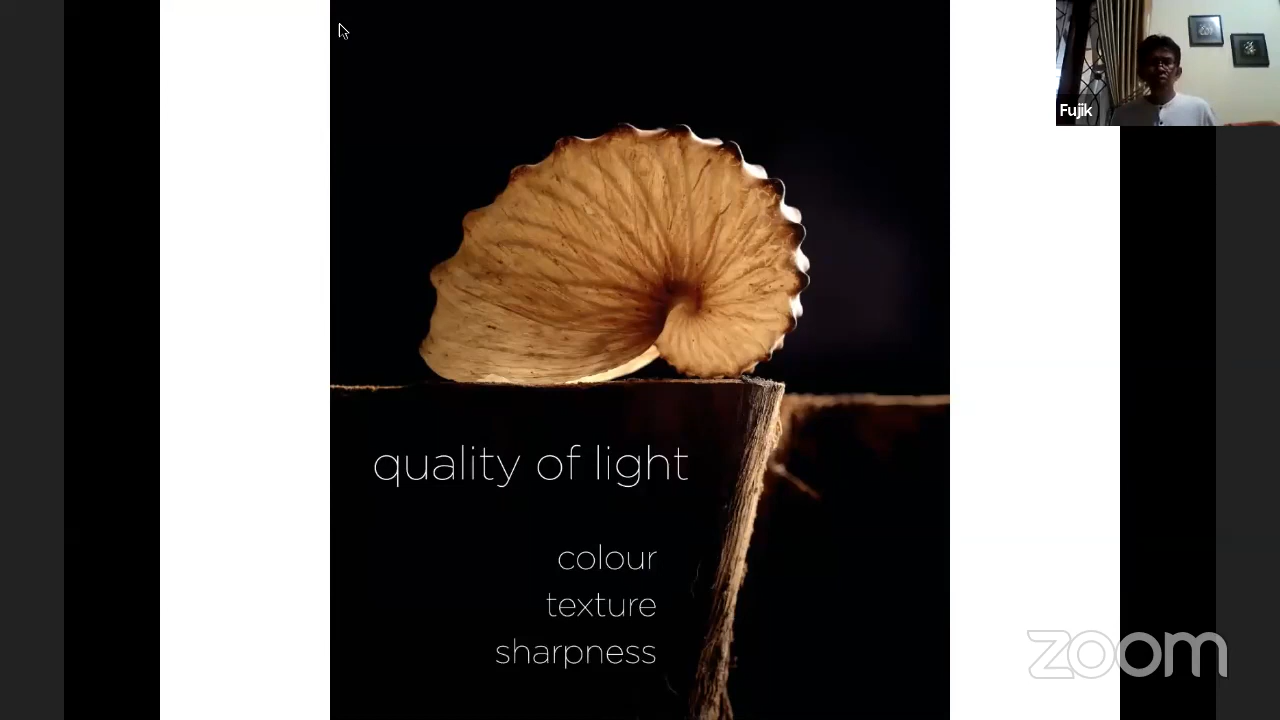 Fujik
quality of light
colour
texture
sharpness
zoom